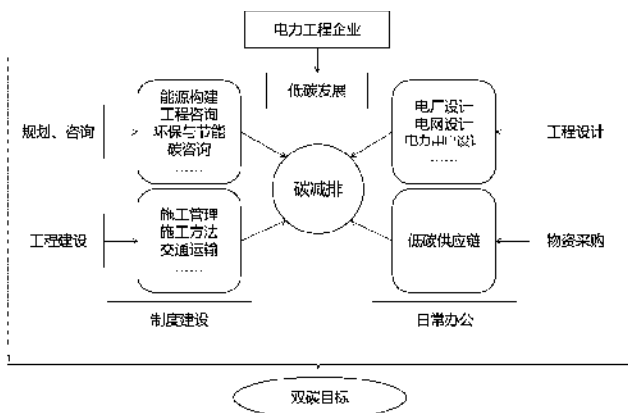 电力工程企业
低碳发展
规划、咨询
能源构建
工程咨询
环保与节能
碳咨询
……
碳减排
电厂设计
电网设计
……
工程设计
工程建设
施工管理
施工方法
交通运输
……
低碳供应链
物资采购
制度建设
日常办公
双碳目标